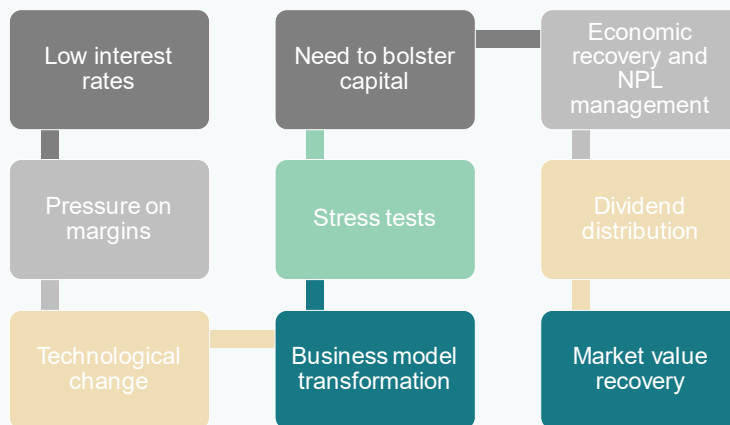 Low interest
rates
Pressure on
margins
Technological
change
Business model
transformation
Stress tests
Need to bolster
capital
Economic
recovery and
NPL
management
Dividend
distribution
Market value
recovery